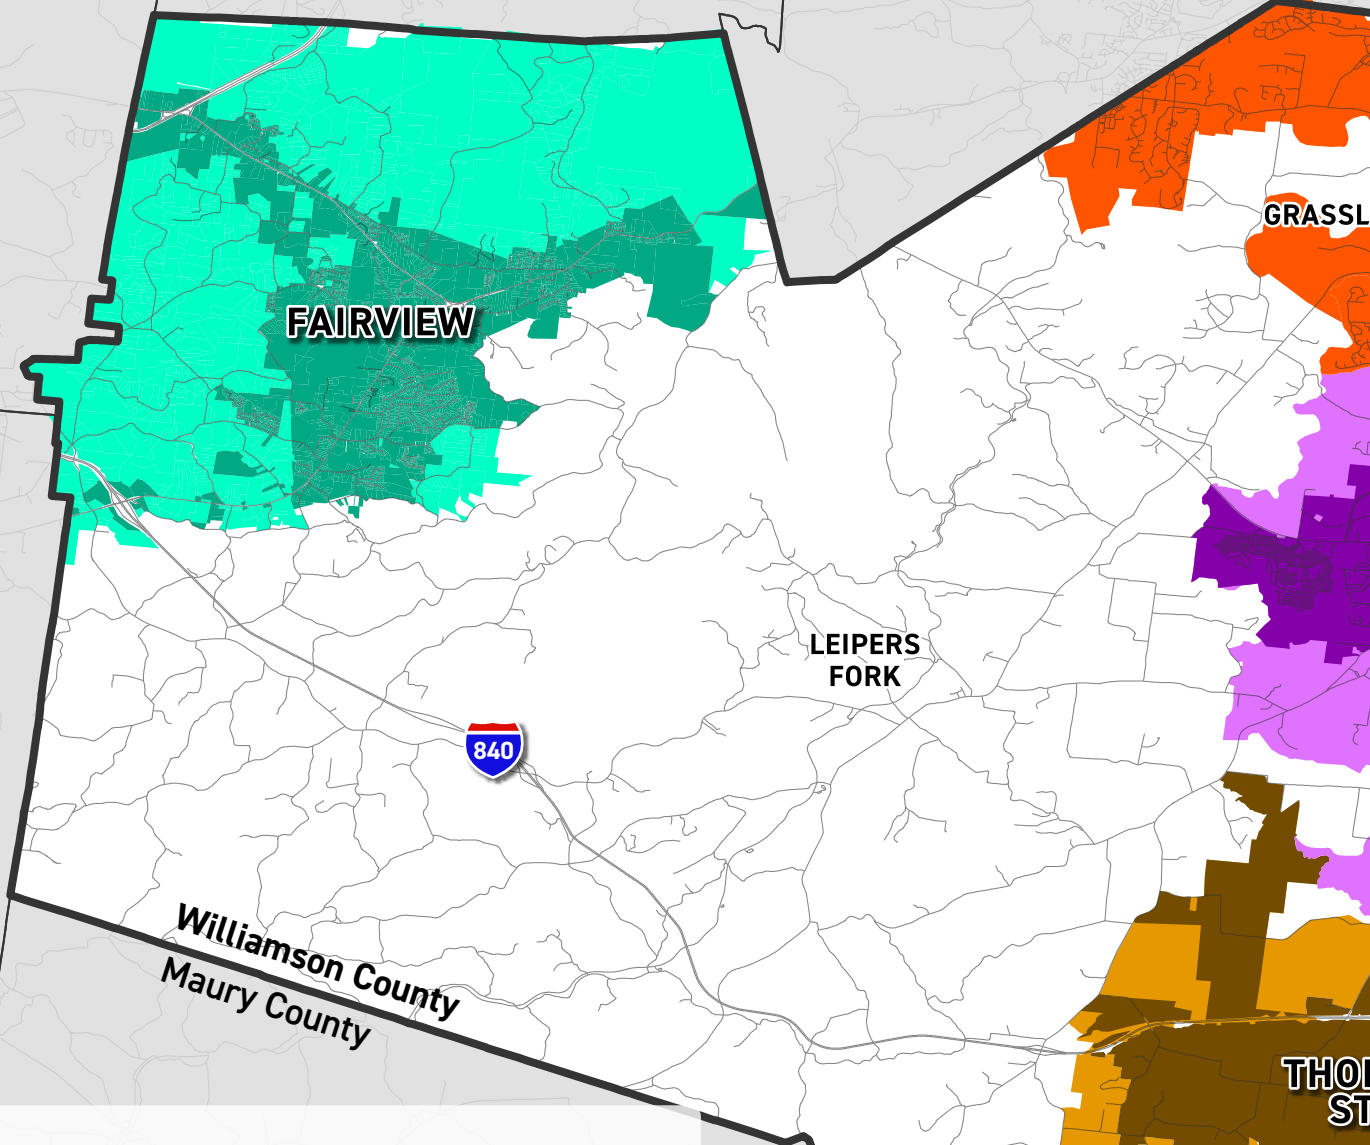 GRASSL
FAIRVIEW
LEIPERS
FORK
840
Williamson County
Maury County
THO
ST